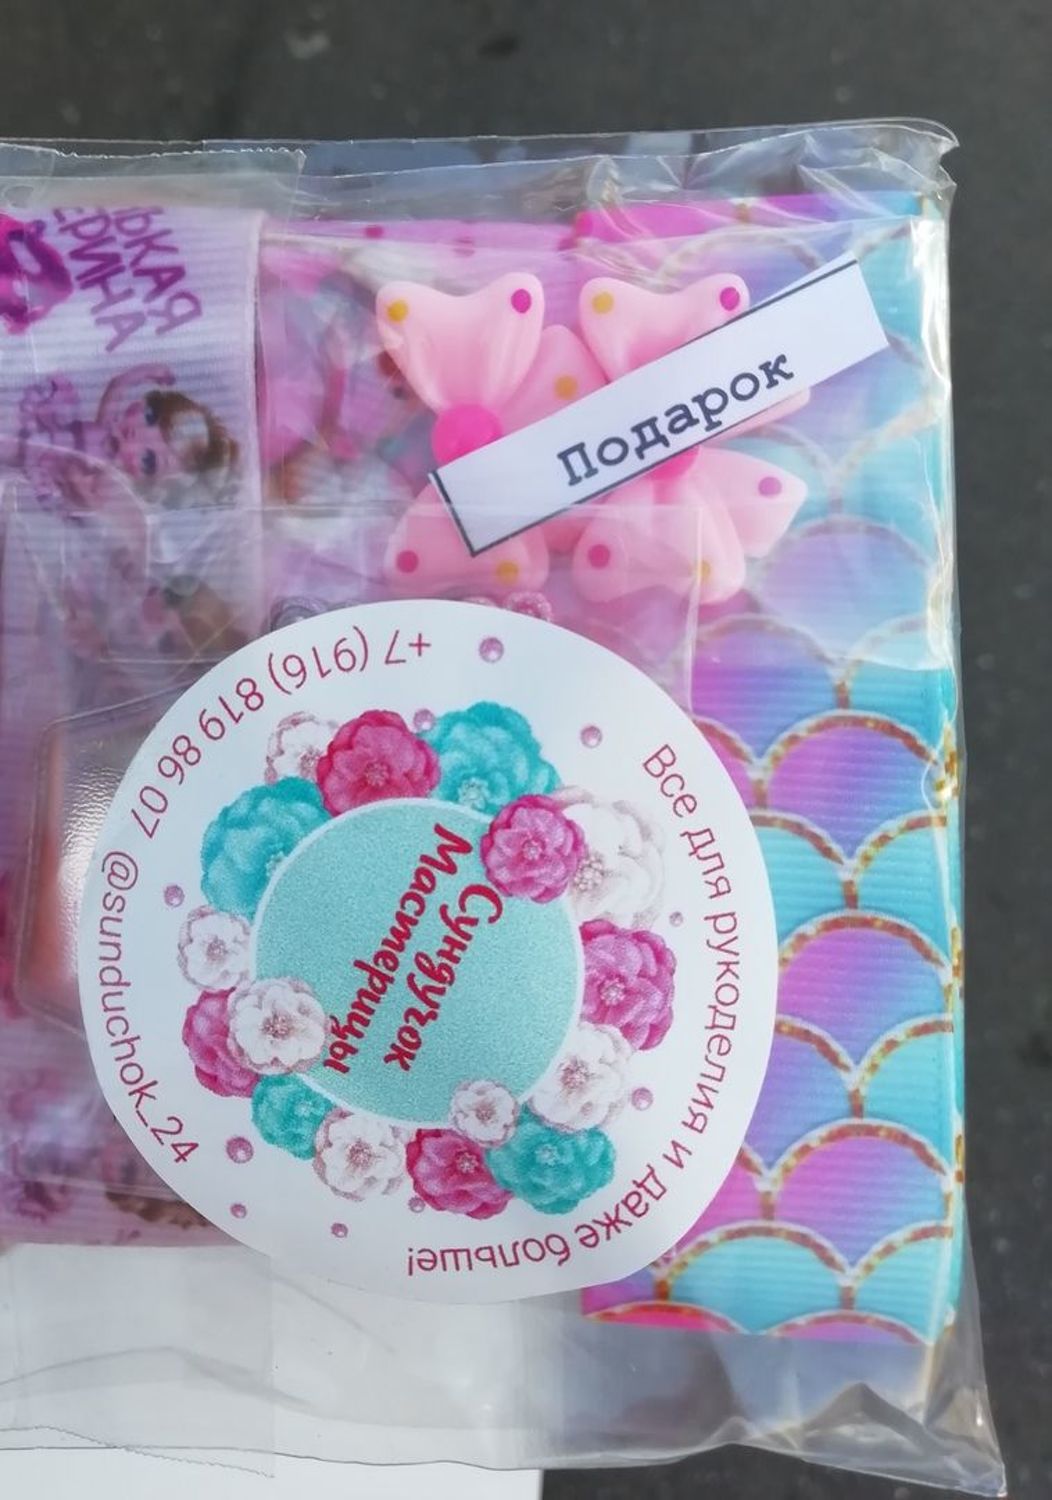 Подарок
Все для рукоделия и даже больше!
Сундучок
Мастерицы
+7 (916) 819 86 07 @sunduchok_24